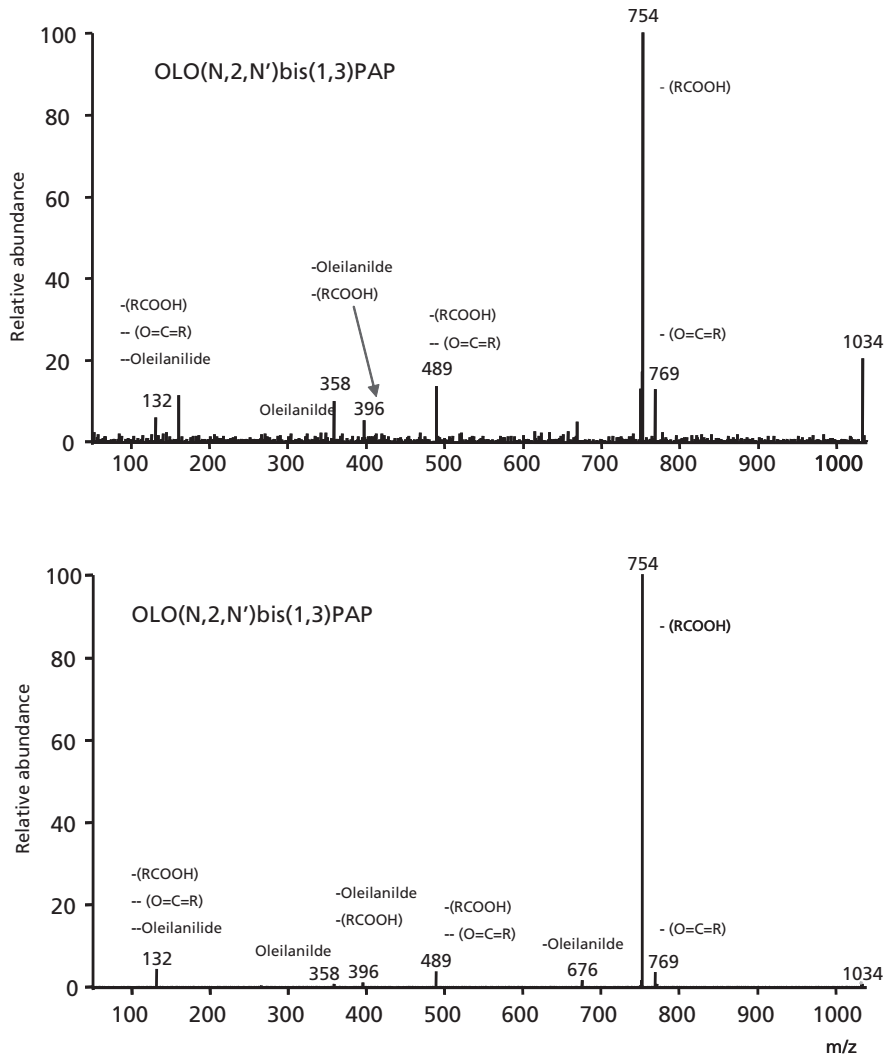 754
100
OLO(N,2,N')bis(1,3)PAP
- (RCOOH)
80
60
Relative abundance
40
-Oleilanilde
-(RCOOH)
-(RCOOH)
-- (O=C=R)
--Oleilanilide
-(RCOOH)
-- (O=C=R)
- (O=C=R)
20
1034
489
769
358
396
132
Oleilanilde
0
100 200 300 400 500 600 700 800 900 1000
754
100
OLO(N,2,N')bis(1,3)PAP
- (RCOOH)
80
60
Relative abundance
40
-(RCOOH)
-- (O=C=R)
--Oleilanilide
-Oleilanilde
-(RCOOH)
-(RCOOH)
-- (O=C=R)
20
Oleilanilde
-Oleilanilde
- (O=C=R)
132
358
396
489
676
769
1034
0
100 200 300 400 500 600 700 800 900 1000
m/z